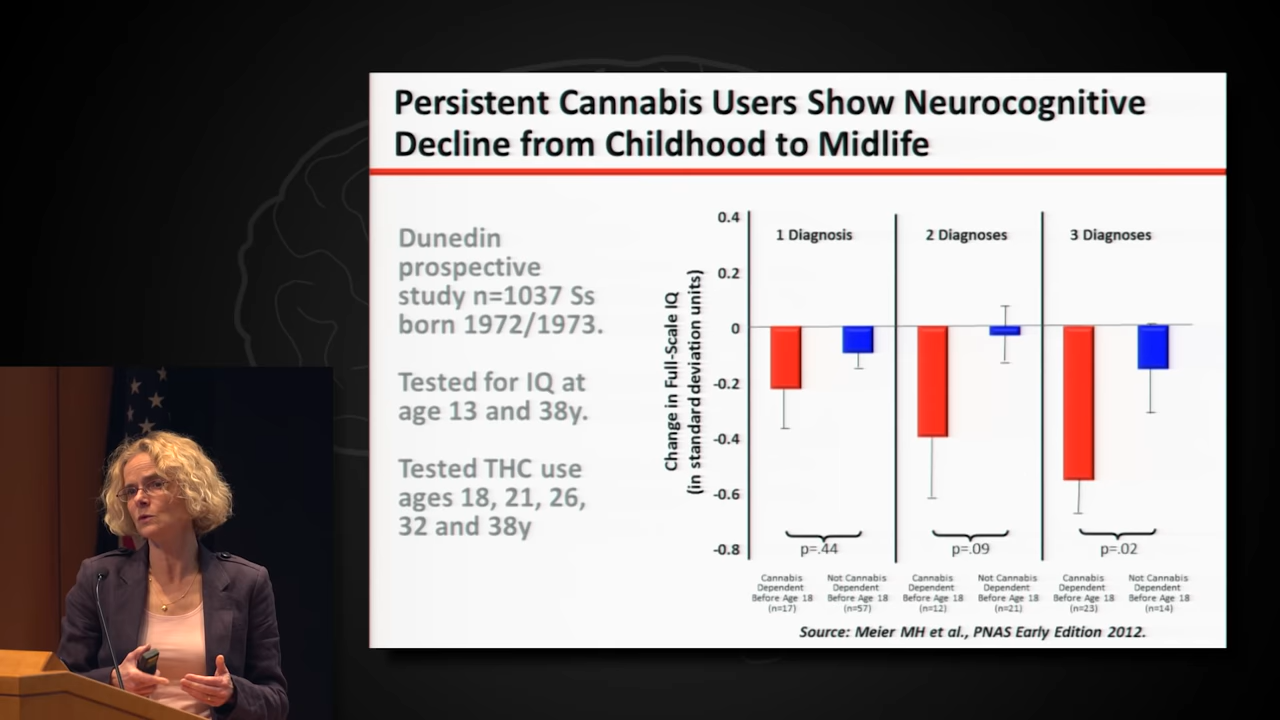 Persistent Cannabis Users Show Neurocognitive
Decline from Childhood to Midlife
Dunedin
prospective
study n=1037 Ss
born 1972/1973.
Tested for IQ at
age 13 and 38y.
Tested THC use
ages 18, 21, 26,
32 and 38y
Change in Full-Scale IQ
(in standard deviation units)
0.4
0.2
0
-0.2
-0.4
-0.6
-0.8
1 Diagnosis
2 Diagnoses
3 Diagnoses
p=.44
p=.09
p=.02
Cannabis
Dependent
Before Age 18
(n=17)
Not Cannabis
Dependent
Before Age 18
(n=57)
Cannabis
Dependent
Before Age 18
(n=12)
Not Cannabis
Dependent
Before Age 18
(n=21)
Cannabis
Dependent
Before Age 18
(n=23)
Not Cannabis
Dependent
Before Age 18
(n=14)
Source: Meier MH et al., PNAS Early Edition 2012.